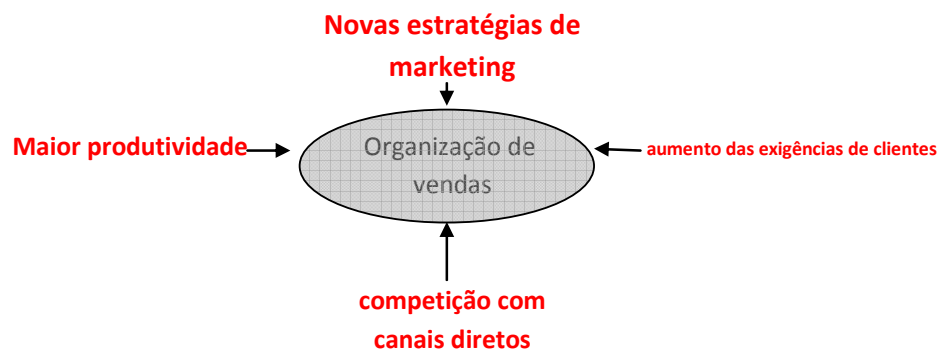 Novas estratégias de
marketing
Maior produtividade
Organização de
vendas
aumento das exigências de clientes
competição com
canais diretos